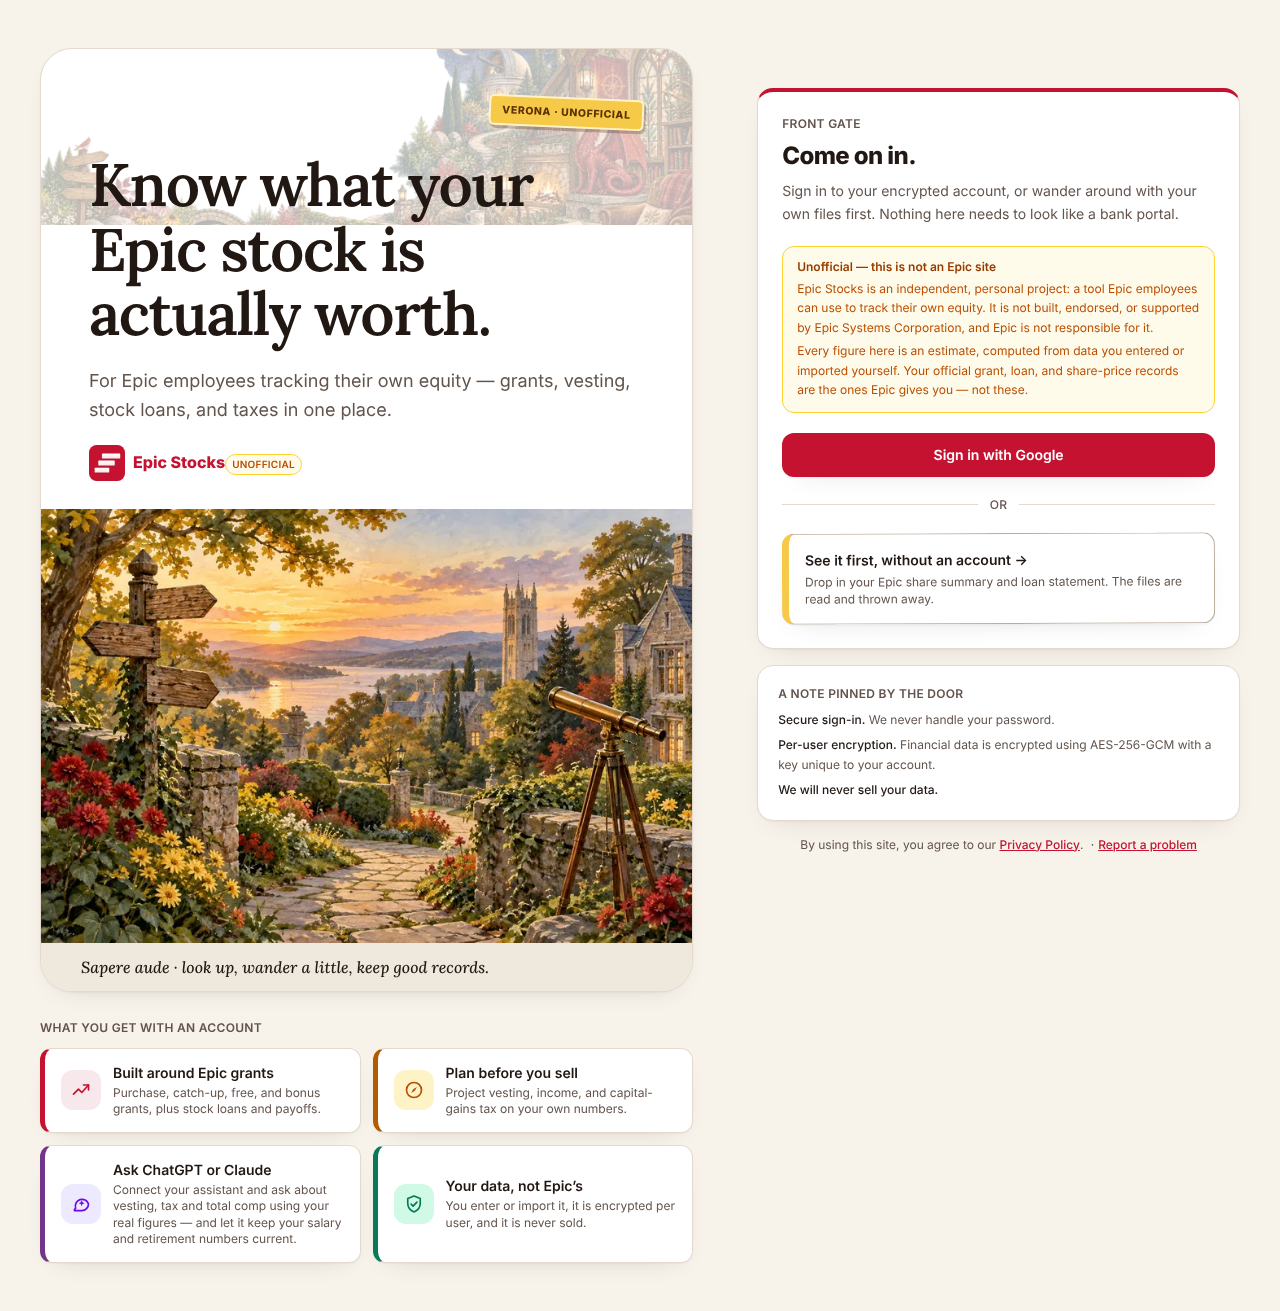 VERONA · UNOFFICIAL
Know what your
Epic stock is
actually worth.
For Epic employees tracking their own equity — grants, vesting,
stock loans, and taxes in one place.
Epic Stocks UNOFFICIAL
Sapere aude · look up, wander a little, keep good records.
WHAT YOU GET WITH AN ACCOUNT
Built around Epic grants
Purchase, catch-up, free, and bonus
grants, plus stock loans and payoffs.
Plan before you sell
Project vesting, income, and capital-
gains tax on your own numbers.
Ask ChatGPT or Claude
Connect your assistant and ask about
vesting, tax and total comp using your
real figures — and let it keep your salary
and retirement numbers current.
Your data, not Epic’s
You enter or import it, it is encrypted per
user, and it is never sold.
FRONT GATE
Come on in.
Sign in to your encrypted account, or wander around with your
own files first. Nothing here needs to look like a bank portal.
Unofficial — this is not an Epic site
Epic Stocks is an independent, personal project: a tool Epic employees
can use to track their own equity. It is not built, endorsed, or supported
by Epic Systems Corporation, and Epic is not responsible for it.
Every figure here is an estimate, computed from data you entered or
imported yourself. Your official grant, loan, and share-price records
are the ones Epic gives you — not these.
Sign in with Google
OR
See it first, without an account →
Drop in your Epic share summary and loan statement. The files are
read and thrown away.
A NOTE PINNED BY THE DOOR
Secure sign-in. We never handle your password.
Per-user encryption. Financial data is encrypted using AES-256-GCM with a
key unique to your account.
We will never sell your data.
By using this site, you agree to our Privacy Policy. · Report a problem